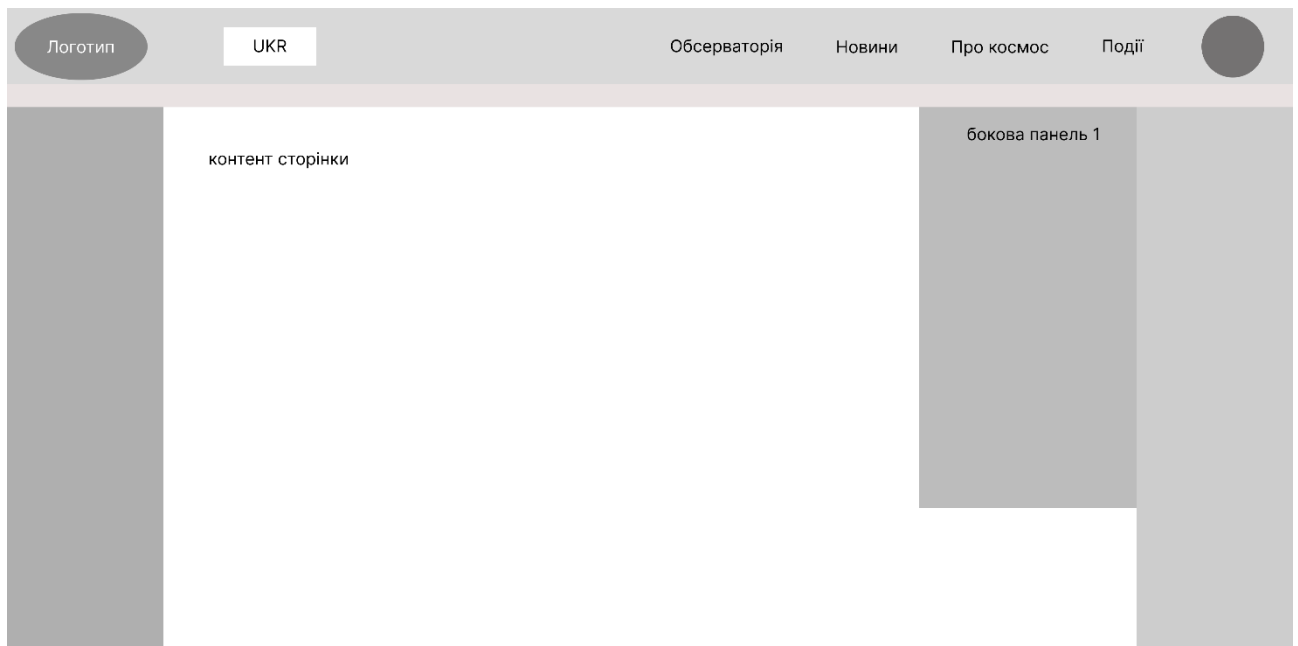 Логотип
UKR
Обсерваторія
Новини
Про космос
Події
бокова панель 1
контент сторінки